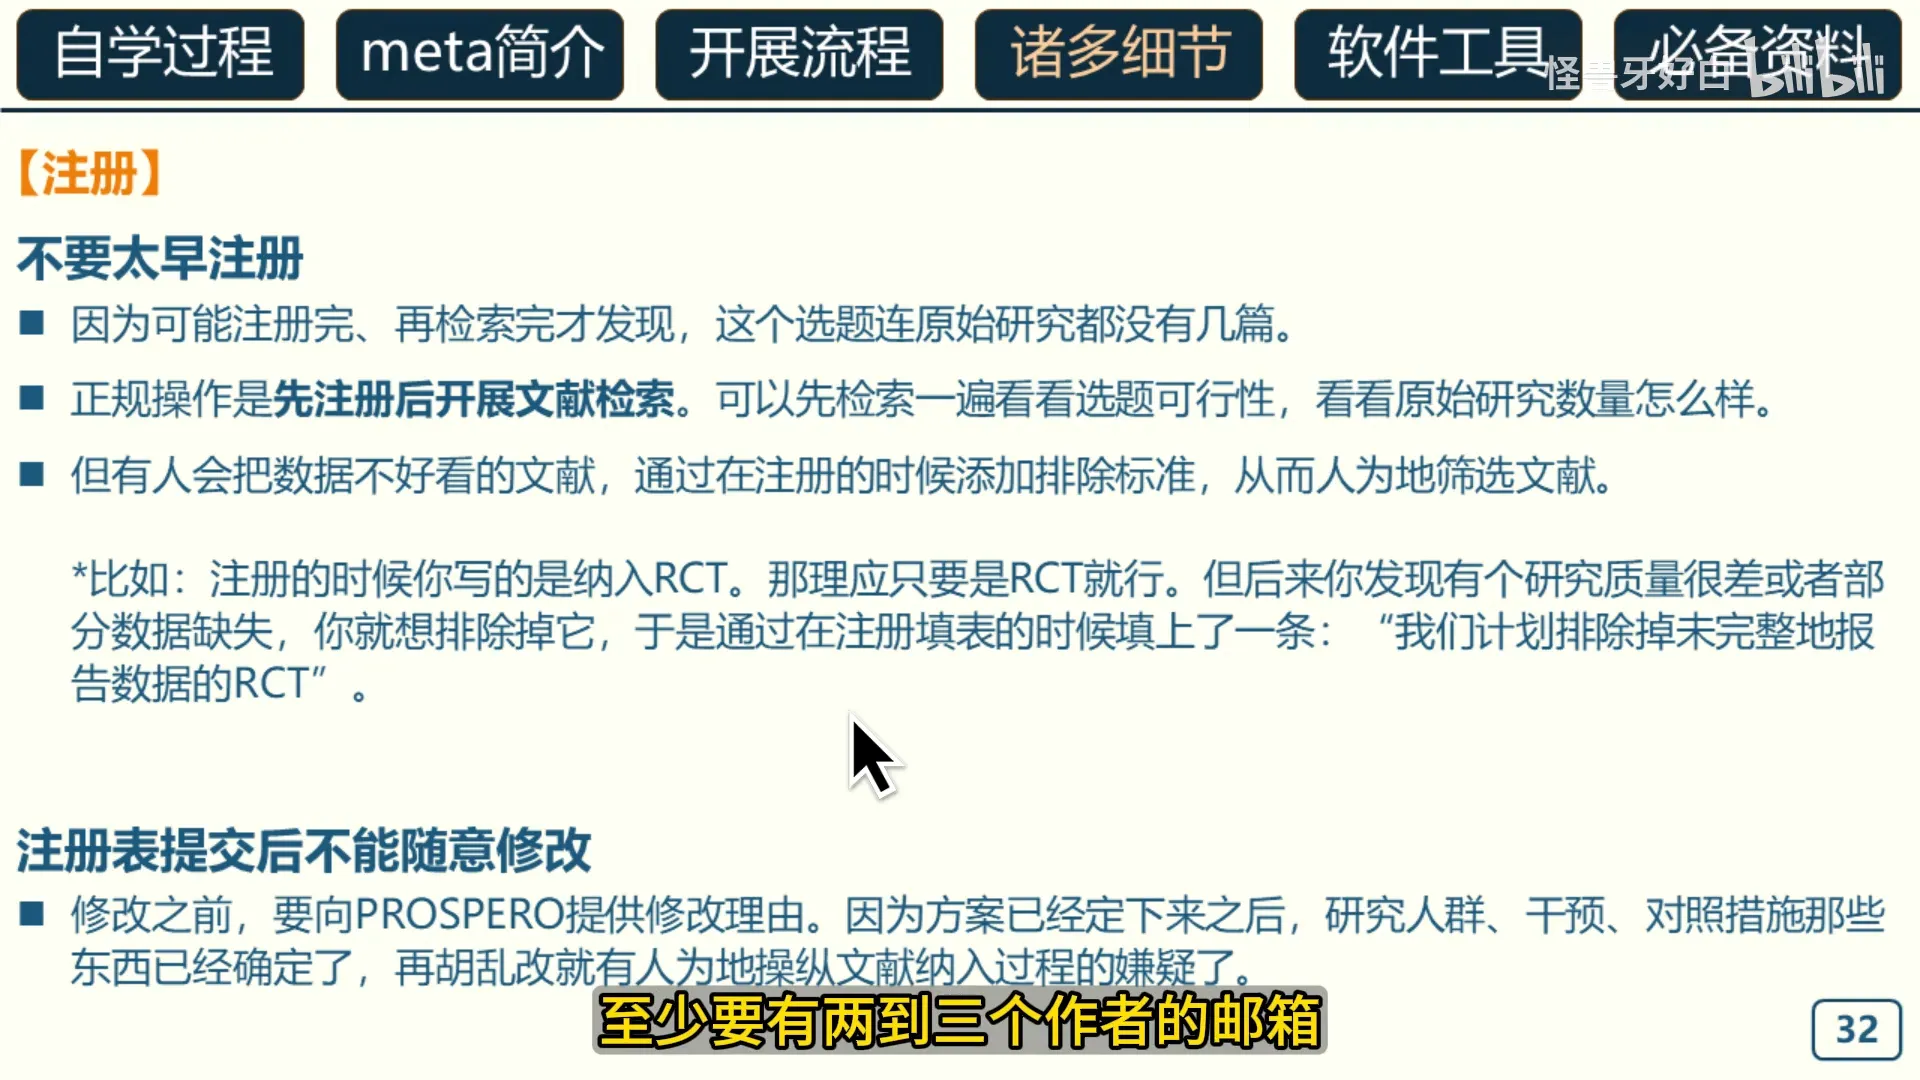 自学过程 meta简介 开展流程 诸多细节 软件工具 必备资料
怪兽牙好白 bilibili
【注册】
不要太早注册
■ 因为可能注册完、再检索完才发现，这个选题连原始研究都没有几篇。
■ 正规操作是先注册后开展文献检索。可以先检索一遍看看选题可行性，看看原始研究数量怎么样。
■ 但有人会把数据不好看的文献，通过在注册的时候添加排除标准，从而人为地筛选文献。
*比如：注册的时候你写的是纳入RCT。那理应只要是RCT就行。但后来你发现有个研究质量很差或者部
分数据缺失，你就想排除掉它，于是通过在注册填表的时候填上了一条：“我们计划排除掉未完整地报
告数据的RCT”。
注册表提交后不能随意修改
■ 修改之前，要向PROSPERO提供修改理由。因为方案已经定下来之后，研究人群、干预、对照措施那些
东西已经确定了，再胡乱改就有人为地操纵文献纳入过程的嫌疑了。
至少要有两到三个作者的邮箱
32